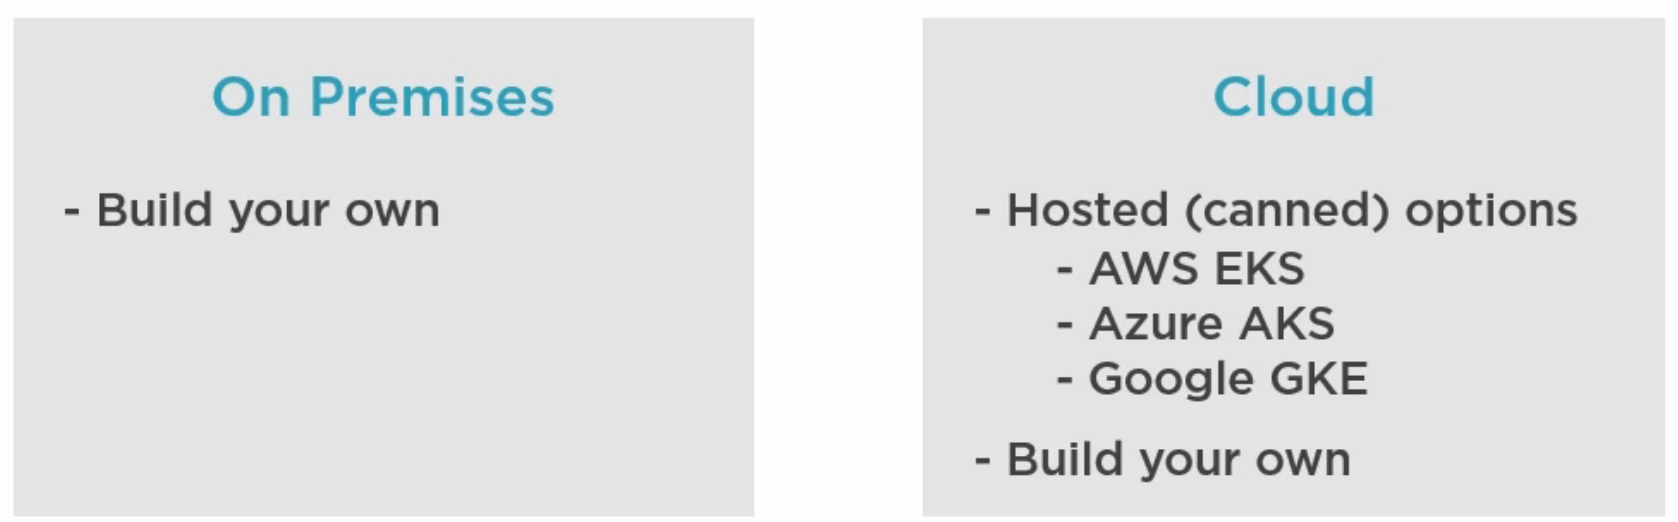 On Premises
- Build your own
Cloud
- Hosted (canned) options
- AWS EKS
- Azure AKS
- Google GKE
- Build your own